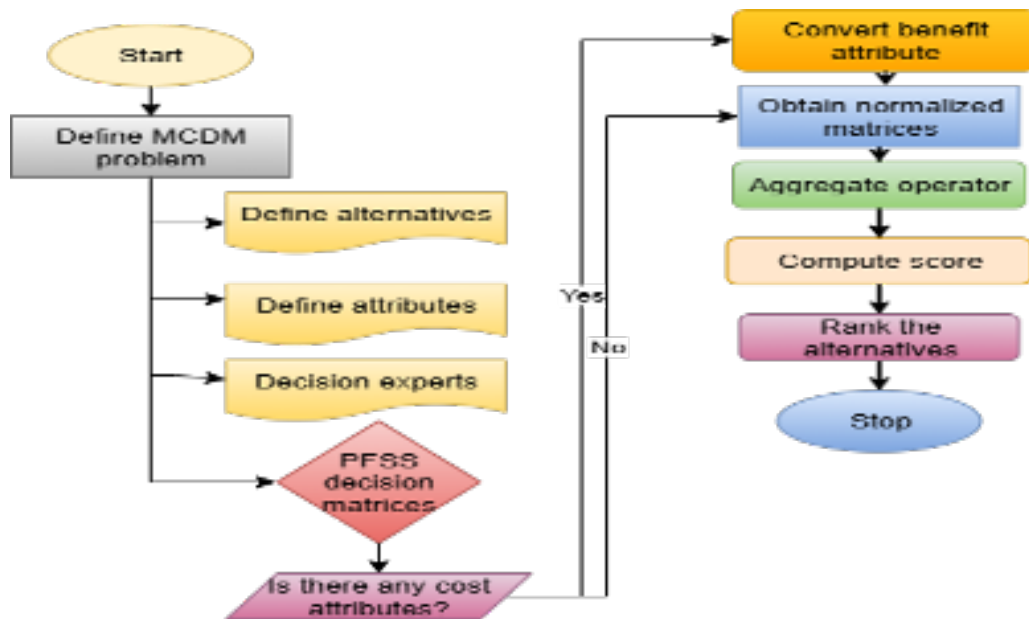 Start
Define MCDM
problem
Define alternatives
Define attributes
Decision experts
PFSS
decision
matrices
Is there any cost
attributes?
Yes
No
Convert benefit
attribute
Obtain normalized
matrices
Aggregate operator
Compute score
Rank the
alternatives
Stop